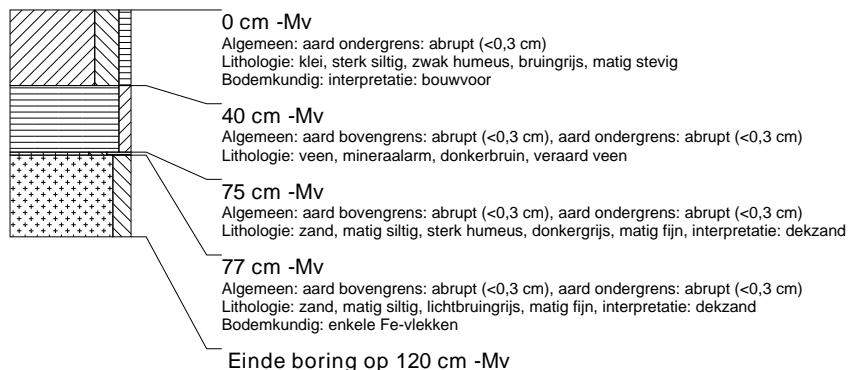 0 cm -Mv
Algemeen: aard ondergrens: abrupt (<0,3 cm)
Lithologie: klei, sterk siltig, zwak humeus, bruingrijs, matig stevig
Bodemkundig: interpretatie: bouwvoor
40 cm -Mv
Algemeen: aard bovengrens: abrupt (<0,3 cm), aard ondergrens: abrupt (<0,3 cm)
Lithologie: veen, mineraalarm, donkerbruin, veraard veen
75 cm -Mv
Algemeen: aard bovengrens: abrupt (<0,3 cm), aard ondergrens: abrupt (<0,3 cm)
Lithologie: zand, matig siltig, sterk humeus, donkergrijs, matig fijn, interpretatie: dekzand
77 cm -Mv
Algemeen: aard bovengrens: abrupt (<0,3 cm), aard ondergrens: abrupt (<0,3 cm)
Lithologie: zand, matig siltig, lichtbruingrijs, matig fijn, interpretatie: dekzand
Bodemkundig: enkele Fe-vlekken
Einde boring op 120 cm -Mv